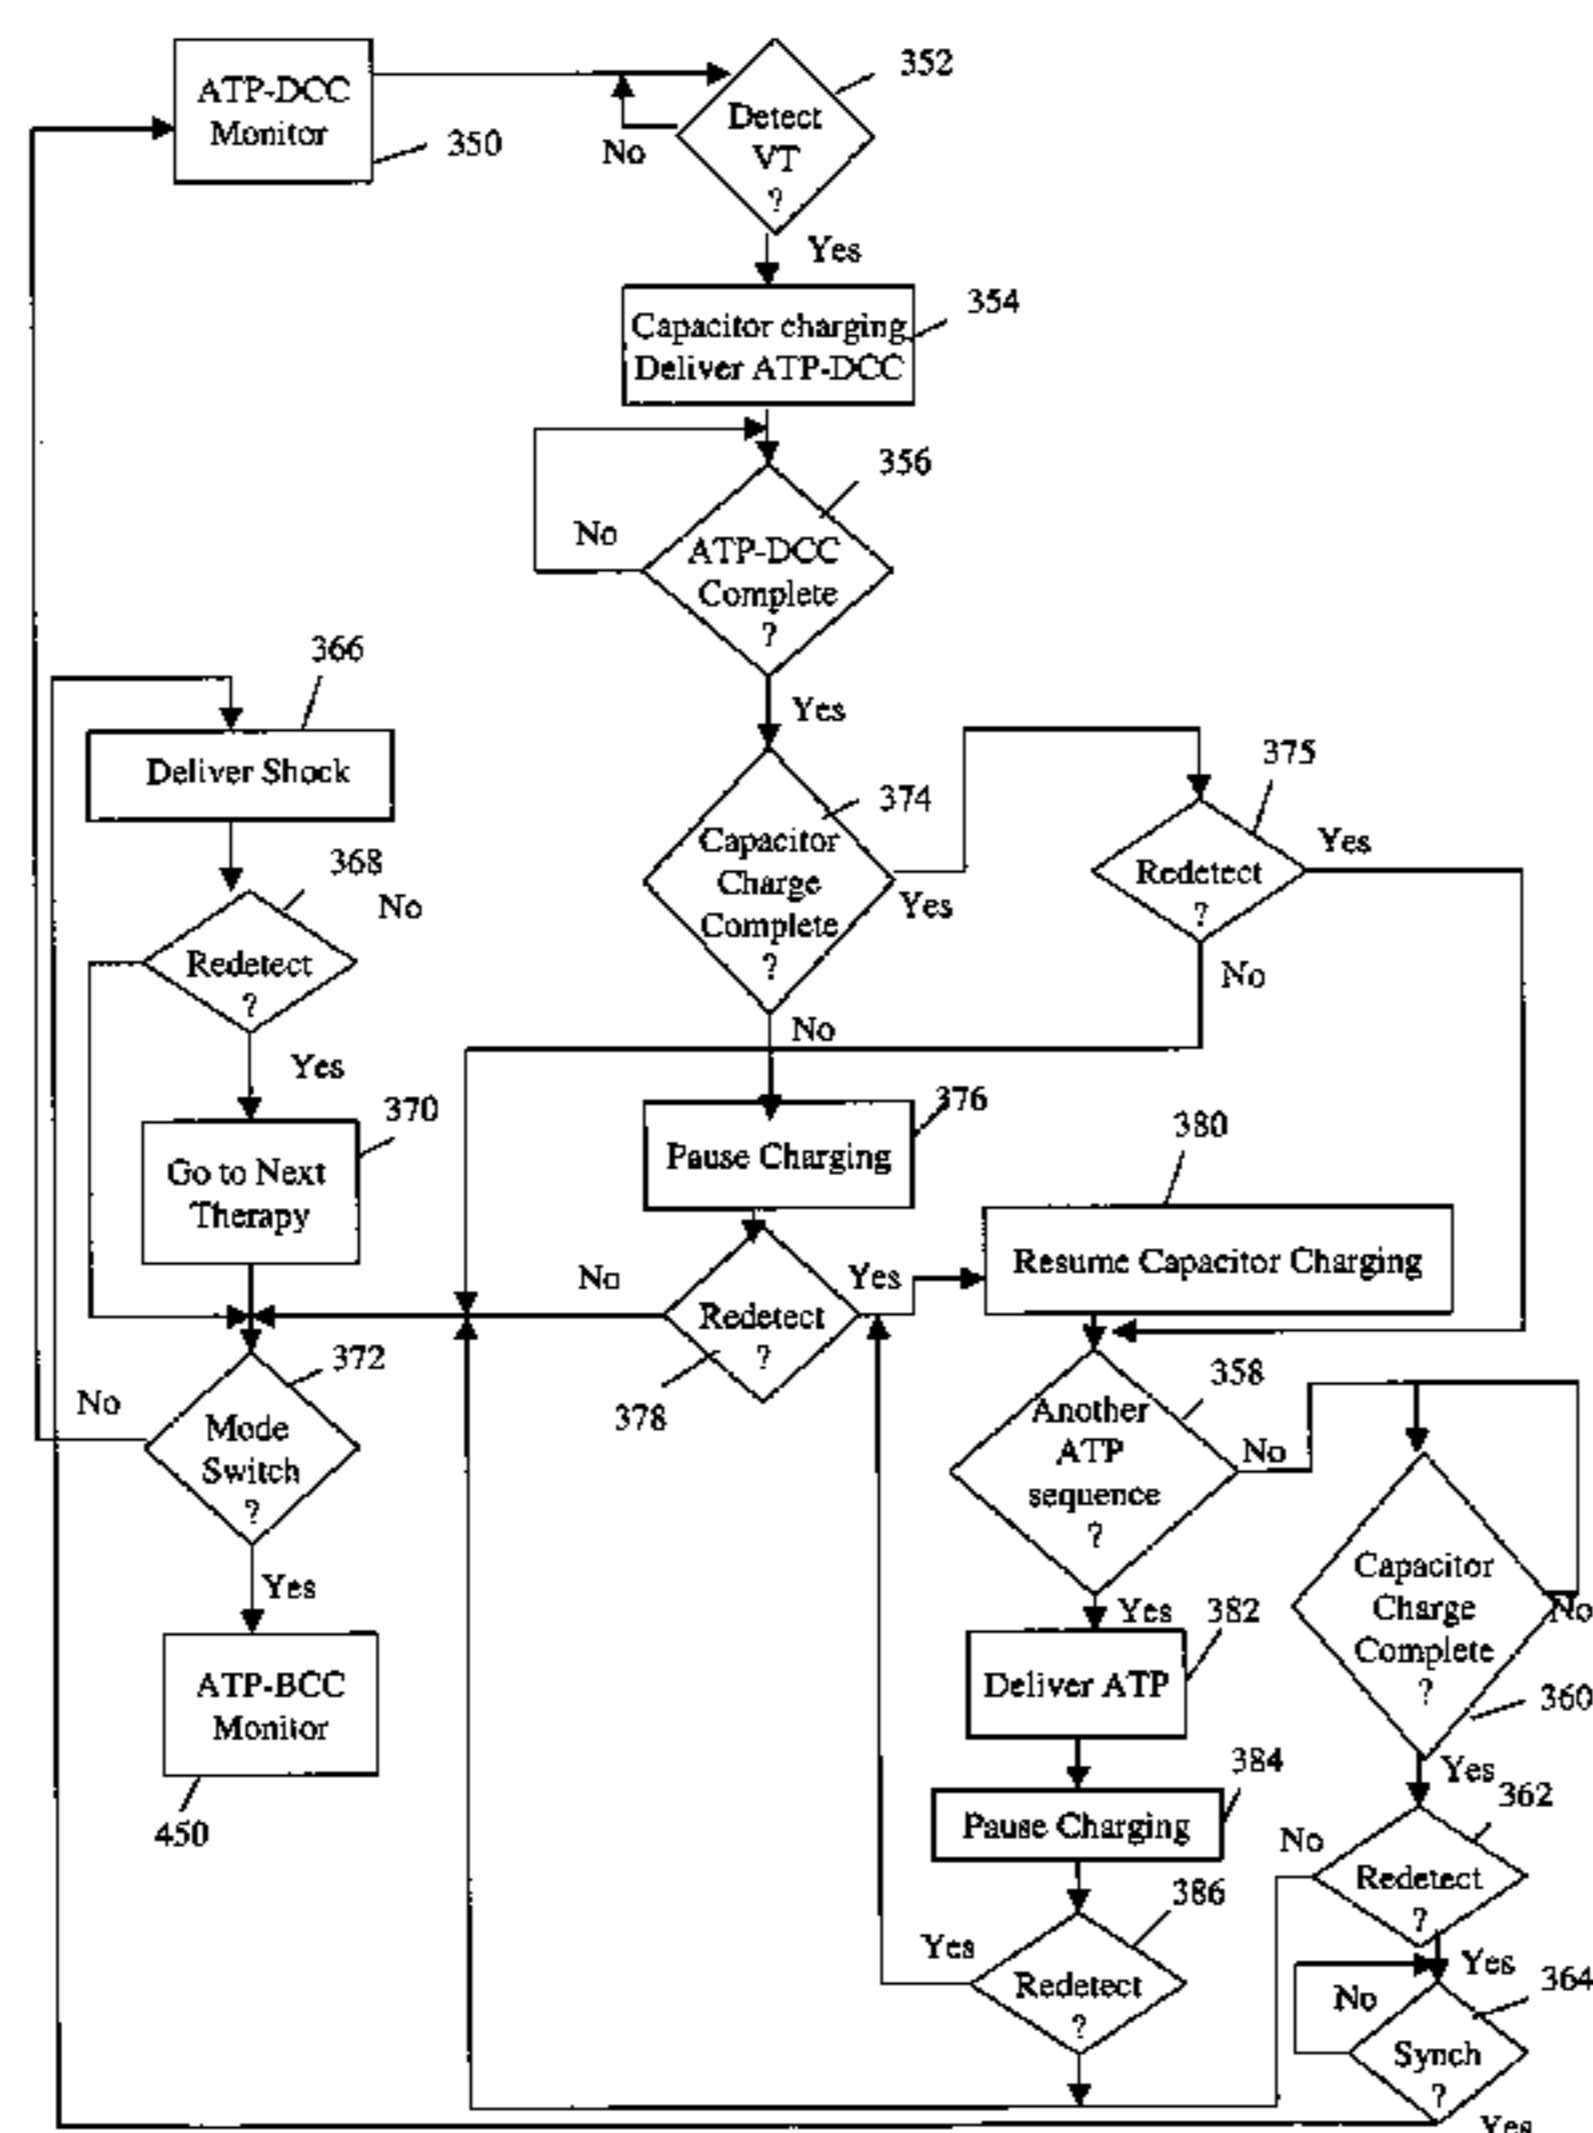 ATP-DCC
Monitor
350
352
Detect
VT
?
No
Yes
354
Capacitor charging
Deliver ATP-DCC
356
No
ATP-DCC
Complete
?
Yes
366
Deliver Shock
374
Capacitor
Charge
Complete
?
Yes
No
375
Redetect
?
Yes
No
368
No
Redetect
?
Yes
370
Go to Next
Therapy
376
Pause Charging
380
Resume Capacitor Charging
No
Redetect
?
Yes
378
372
No
Mode
Switch
?
Yes
358
Another
ATP
sequence
?
No
Yes
Capacitor
Charge
Complete
?
No
360
Yes
ATP-BCC
Monitor
450
382
Deliver ATP
384
Pause Charging
386
Yes
Redetect
?
362
No
Redetect
?
Yes
364
No
Synch
?
Yes